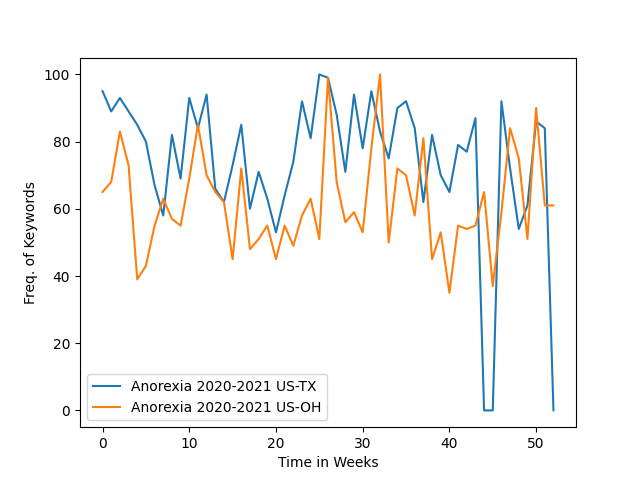 100
80
60
40
20
0
Freq. of Keywords
Anorexia 2020-2021 US-TX
Anorexia 2020-2021 US-OH
0 10 20 30 40 50
Time in Weeks